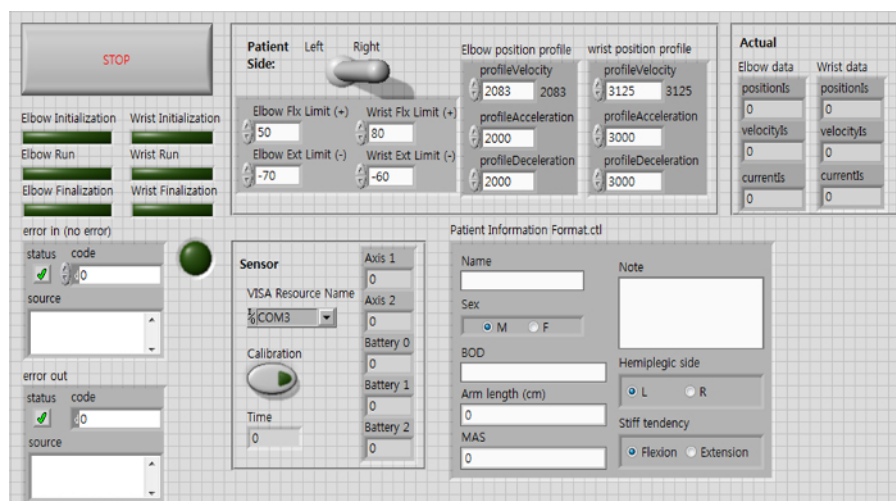 STOP
Elbow Initialization Wrist Initialization
Elbow Run Wrist Run
Elbow Finalization Wrist Finalization
Patient Side: Left Right
Elbow Flx Limit (+) Wrist Flx Limit (+)
50 80
Elbow Ext Limit (-) Wrist Ext Limit (-)
-70 -60
Elbow position profile wrist position profile
profileVelocity profileVelocity
2083 2083 3125 3125
profileAcceleration profileAcceleration
2000 3000
profileDeceleration profileDeceleration
2000 3000
Actual
Elbow data Wrist data
positionIs positionIs
0 0
velocityIs velocityIs
0 0
currentIs currentIs
0 0
error in (no error)
status code
d0
source
error out
status code
d0
source
Sensor
VISA Resource Name
COM3
Calibration
Time
0
Axis 1
0
Axis 2
0
Battery 0
0
Battery 1
0
Battery 2
0
Patient Information Format.ctl
Name
Sex
M F
BOD
Arm length (cm)
0
MAS
0
Note
Hemiplegic side
L R
Stiff tendency
Flexion Extension